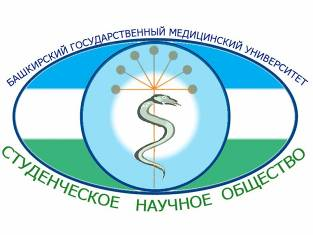 БАШКИРСКИЙ ГОСУДАРСТВЕННЫЙ МЕДИЦИНСКИЙ УНИВЕРСИТЕТ
СТУДЕНЧЕСКОЕ НАУЧНОЕ ОБЩЕСТВО